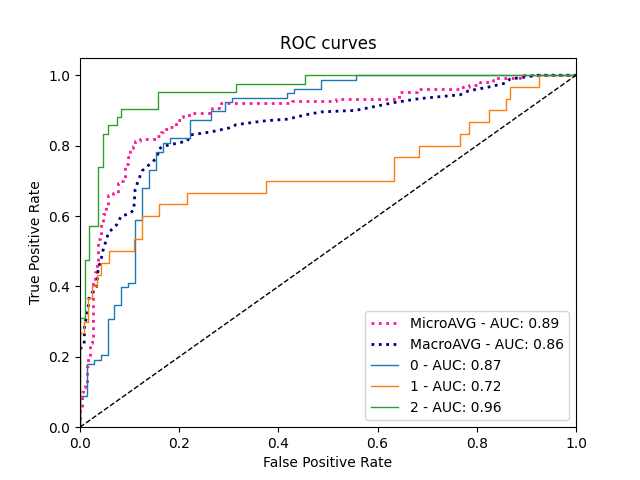 ROC curves
True Positive Rate
1.0
0.8
0.6
0.4
0.2
0.0
MicroAVG - AUC: 0.89
MacroAVG - AUC: 0.86
0 - AUC: 0.87
1 - AUC: 0.72
2 - AUC: 0.96
0.0 0.2 0.4 0.6 0.8 1.0
False Positive Rate